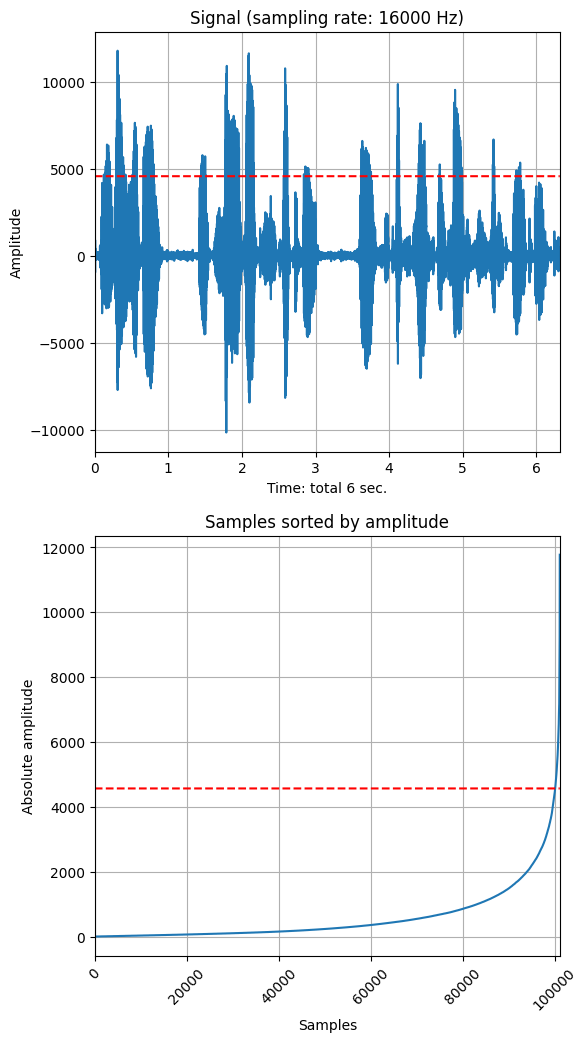 Signal (sampling rate: 16000 Hz)
10000
5000
0
−5000
−10000
Amplitude
0 1 2 3 4 5 6
Time: total 6 sec.
Samples sorted by amplitude
12000
10000
8000
6000
4000
2000
0
Absolute amplitude
0 20000 40000 60000 80000 100000
Samples